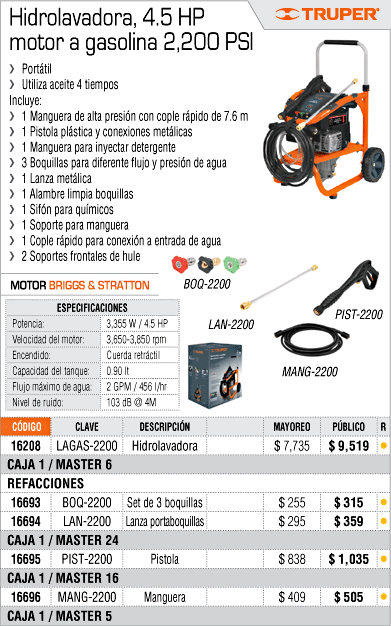 Hidrolavadora, 4.5 HP
motor a gasolina 2,200 PSI
TRUPER®
› Portátil
› Utiliza aceite 4 tiempos
Incluye:
› 1 Manguera de alta presión con cople rápido de 7.6 m
› 1 Pistola plástica y conexiones metálicas
› 1 Manguera para inyectar detergente
› 3 Boquillas para diferente flujo y presión de agua
› 1 Lanza metálica
› 1 Alambre limpia boquillas
› 1 Sifón para químicos
› 1 Soporte para manguera
› 1 Cople rápido para conexión a entrada de agua
› 2 Soportes frontales de hule
MOTOR BRIGGS & STRATTON
BOQ-2200
LAN-2200
PIST-2200
MANG-2200
ESPECIFICACIONES
Potencia: 3,355 W / 4.5 HP
Velocidad del motor: 3,650-3,850 rpm
Encendido: Cuerda retráctil
Capacidad del tanque: 0.90 lt
Flujo máximo de agua: 2 GPM / 456 l/hr
Nivel de ruido: 103 dB @ 4M
TRUPER
CÓDIGO CLAVE DESCRIPCIÓN MAYOREO PÚBLICO R
16208 LAGAS-2200 Hidrolavadora $ 7,735 $ 9,519
CAJA 1 / MASTER 6
REFACCIONES
16693 BOQ-2200 Set de 3 boquillas $ 255 $ 315
16694 LAN-2200 Lanza portaboquillas $ 295 $ 359
CAJA 1 / MASTER 24
16695 PIST-2200 Pistola $ 838 $ 1,035
CAJA 1 / MASTER 16
16696 MANG-2200 Manguera $ 409 $ 505
CAJA 1 / MASTER 5